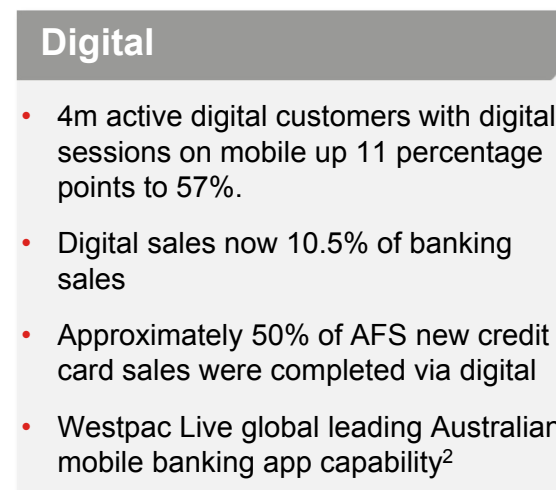 Digital
• 4m active digital customers with digital
sessions on mobile up 11 percentage
points to 57%.
• Digital sales now 10.5% of banking
sales
• Approximately 50% of AFS new credit
card sales were completed via digital
• Westpac Live global leading Australian
mobile banking app capability²